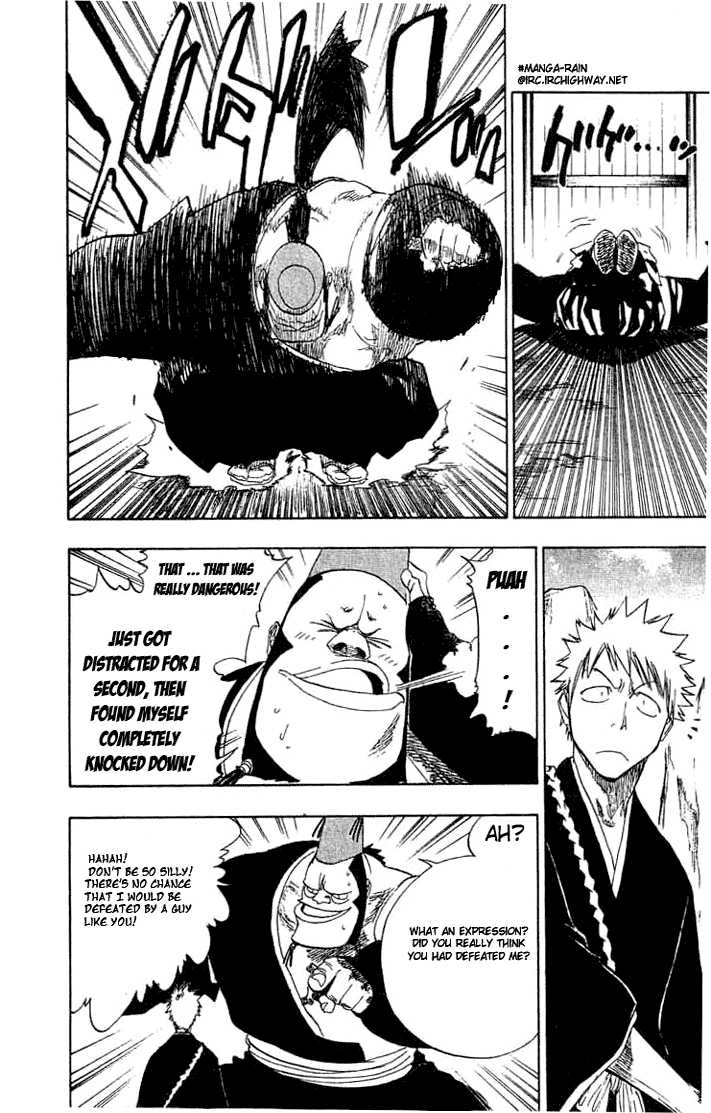 #MANGA-RAIN
@IRC.IRCHIGHWAY.NET
PUAH
. . . !
THAT ... THAT WAS
REALLY DANGEROUS!
JUST GOT
DISTRACTED FOR A
SECOND, THEN
FOUND MYSELF
COMPLETELY
KNOCKED DOWN!
AH?
WHAT AN EXPRESSION?
DID YOU REALLY THINK
YOU HAD DEFEATED ME?
HAHAH!
DON'T BE SO SILLY!
THERE'S NO CHANCE
THAT I WOULD BE
DEFEATED BY A GUY
LIKE YOU!